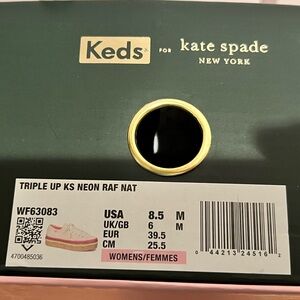 Keds FOR kate spade
NEW YORK
TRIPLE UP KS NEON RAF NAT
WF63083
USA 8.5 M
UK/GB 6 M
EUR 39.5
CM 25.5
WOMENS/FEMMES
4700485036
0 44213 24516 2